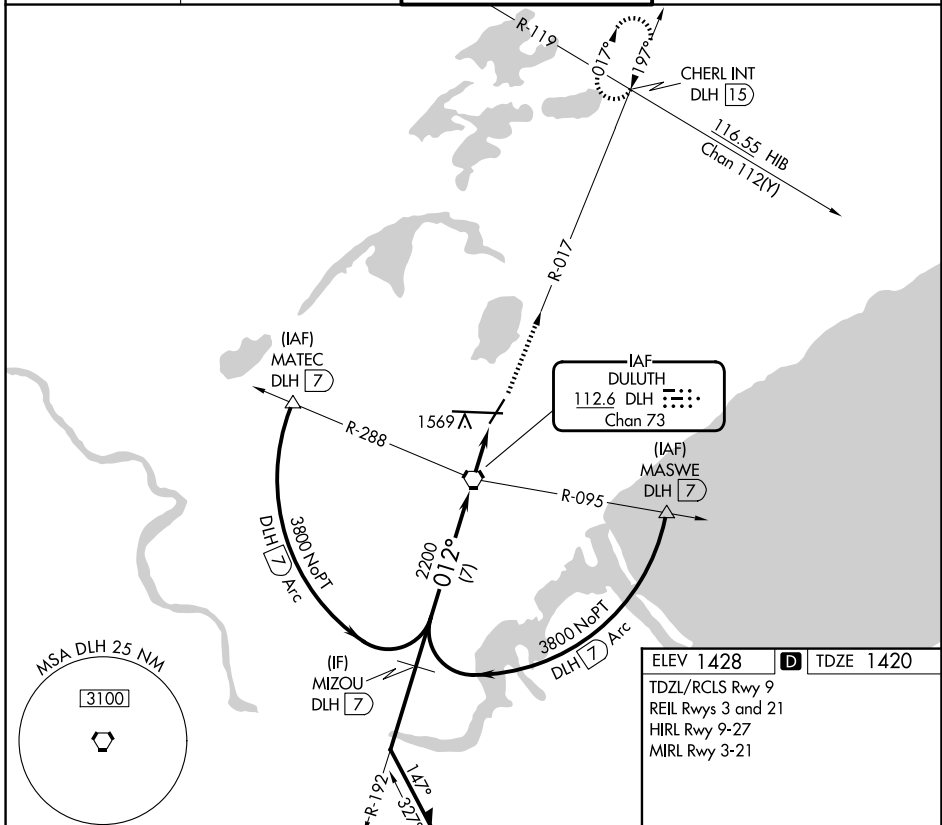 R-119
017°
197°
CHERL INT
DLH 15
116.55 HIB
Chan 112(Y)
R-017
(IAF)
MATEC
DLH 7
IAF
DULUTH
112.6 DLH
Chan 73
1569
R-288
(IAF)
MASWE
DLH 7
R-095
3800 NoPT
DLH 7 Arc
2200
012°
(7)
3800 NoPT
DLH 7 Arc
(IF)
MIZOU
DLH 7
MSA DLH 25 NM
3100
147°
327°
R-192
ELEV 1428 D TDZE 1420
TDZL/RCLS Rwy 9
REIL Rwys 3 and 21
HIRL Rwy 9-27
MIRL Rwy 3-21